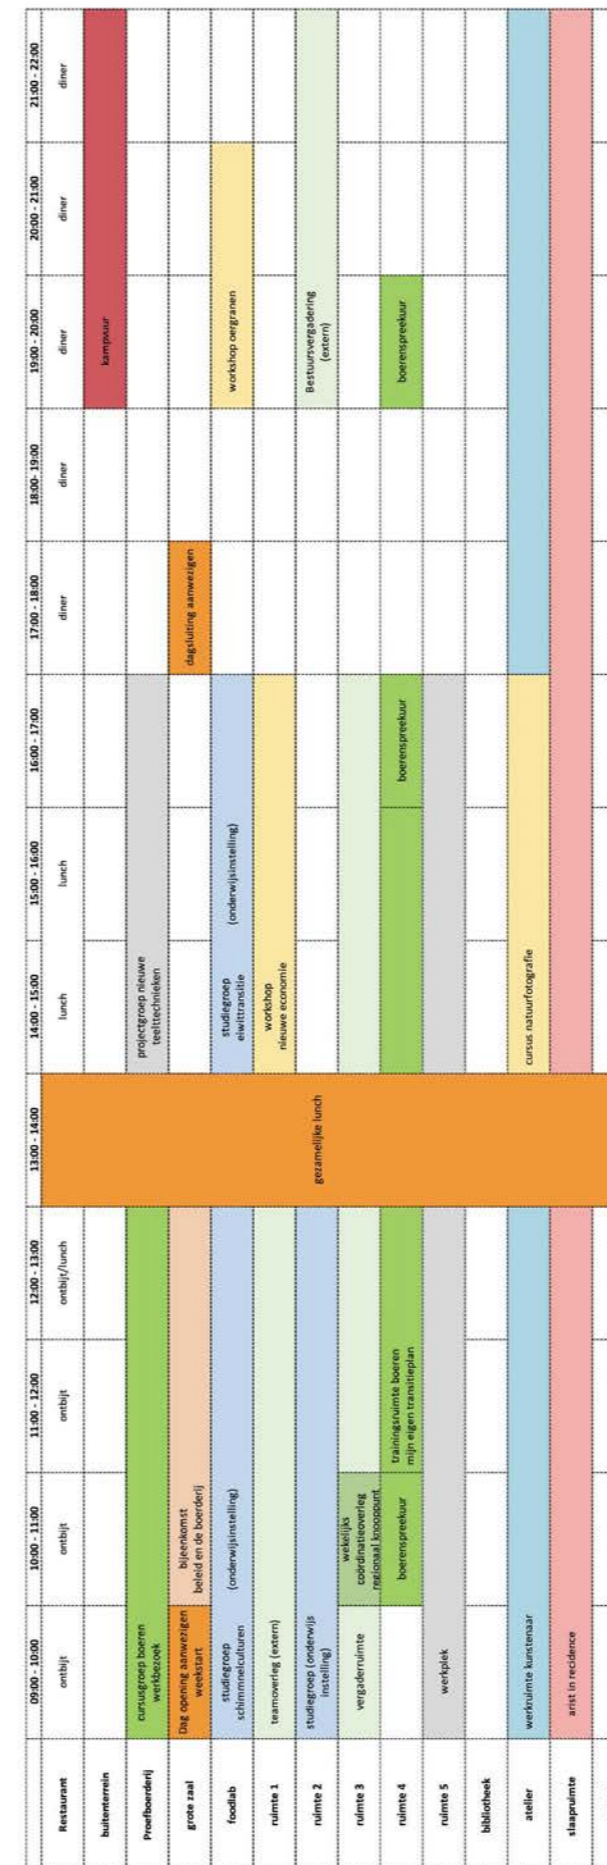 09:00 - 10:00
10:00 - 11:00
11:00 - 12:00
12:00 - 13:00
13:00 - 14:00
14:00 - 15:00
15:00 - 16:00
16:00 - 17:00
17:00 - 18:00
18:00- 19:00
19:00 - 20:00
20:00 - 21:00
21:00 - 22:00
Restaurant
ontbijt
ontbijt
ontbijt
ontbijt/lunch
gezamelijke lunch
lunch
lunch
diner
diner
diner
diner
diner
buitenterrein
kampvuur
Proefboerderij
cursusgroep boeren
werkbezoek
projectgroep nieuwe
teelttechnieken
grote zaal
Dag opening aanwezigen
weekstart
bijeenkomst
beleid en de boerderij
dagsluiting aanwezigen
foodlab
studiegroep
schimmnelculturen
(onderwijsinstelling)
studiegroep
eiwittransitie
(onderwijsinstelling)
workshop oergranen
ruimte 1
teamoverleg (extern)
workshop
nieuwe economie
ruimte 2
studiegroep (onderwijs
instelling)
Bestuursvergadering
(extern)
ruimte 3
vergaderruimte
wekelijks
coördinatieoverleg
regionaal knooppunt
ruimte 4
boerenspreekuur
trainingsruimte boeren
mijn eigen transitieplan
boerenspreekuur
boerenspreekuur
ruimte 5
werkplek
bibliotheek
atelier
werkruimte kunstenaar
cursus natuurfotografie
slaapruimte
arist in recidence